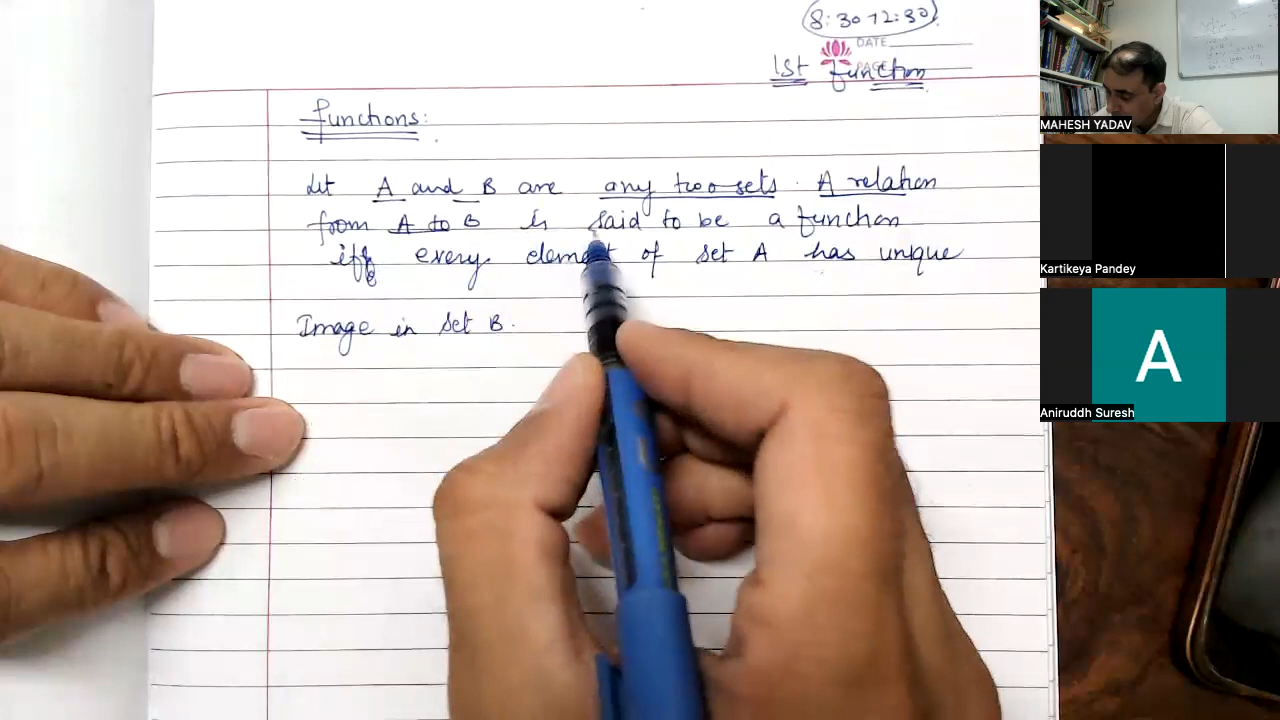 8:30 12:30
DATE
PAGE
1st function
Functions:
Let A and B are any two sets. A relation
from A to B is said to be a function
iff every element of set A has unique
Image in set B.
MAHESH YADAV
Kartikeya Pandey
A
Aniruddh Suresh